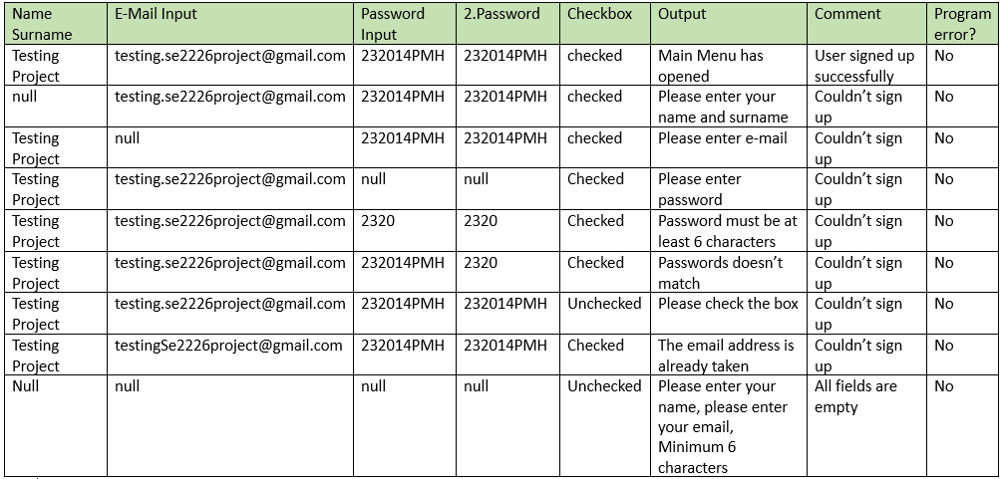 Name Surname | E-Mail Input | Password Input | 2.Password | Checkbox | Output | Comment | Program error?
Testing Project | testing.se2226project@gmail.com | 232014PMH | 232014PMH | checked | Main Menu has opened | User signed up successfully | No
null | testing.se2226project@gmail.com | 232014PMH | 232014PMH | checked | Please enter your name and surname | Couldn't sign up | No
Testing Project | null | 232014PMH | 232014PMH | checked | Please enter e-mail | Couldn't sign up | No
Testing Project | testing.se2226project@gmail.com | null | null | Checked | Please enter password | Couldn't sign up | No
Testing Project | testing.se2226project@gmail.com | 2320 | 2320 | Checked | Password must be at least 6 characters | Couldn't sign up | No
Testing Project | testing.se2226project@gmail.com | 232014PMH | 2320 | Checked | Passwords doesn't match | Couldn't sign up | No
Testing Project | testing.se2226project@gmail.com | 232014PMH | 232014PMH | Unchecked | Please check the box | Couldn't sign up | No
Testing Project | testingSe2226project@gmail.com | 232014PMH | 232014PMH | Checked | The email address is already taken | Couldn't sign up | No
Null | null | null | null | Unchecked | Please enter your name, please enter your email, Minimum 6 characters | All fields are empty | No